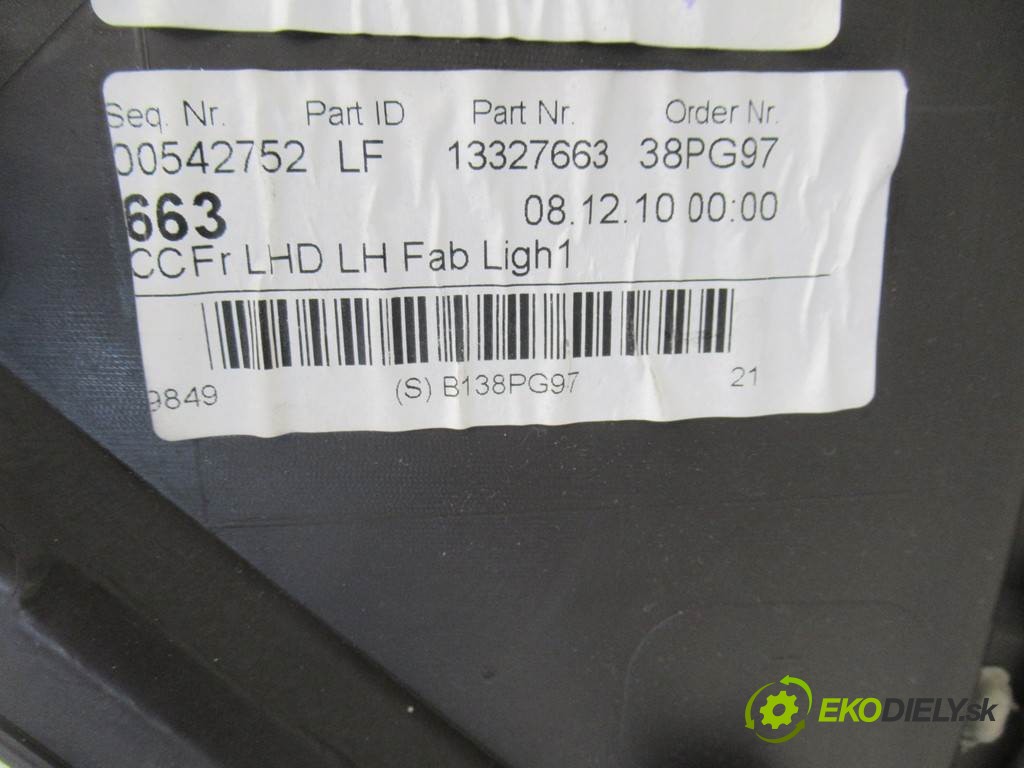 Seq. Nr. Part ID Part Nr. Order Nr.
00542752 LF 13327663 38PG97
663 08.12.10 00:00
CCFr LHD LH Fab Ligh1
9849 (S) B138PG97 21
EKODIELY.sk